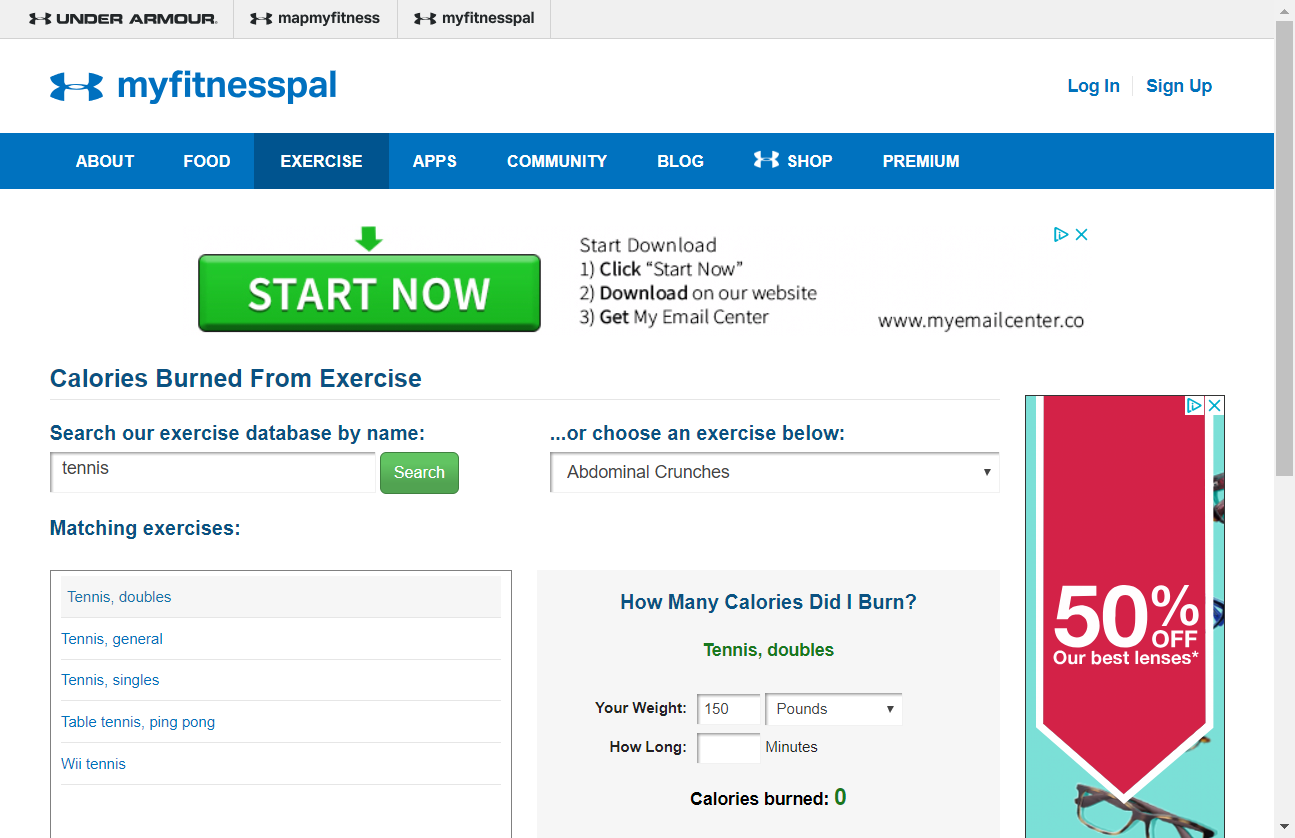 UNDER ARMOUR
mapmyfitness
myfitnesspal
myfitnesspal
Log In
Sign Up
ABOUT
FOOD
EXERCISE
APPS
COMMUNITY
BLOG
SHOP
PREMIUM
START NOW
Start Download
1) Click “Start Now”
2) Download on our website
3) Get My Email Center
www.myemailcenter.co
Calories Burned From Exercise
Search our exercise database by name:
tennis
Search
...or choose an exercise below:
Abdominal Crunches
Matching exercises:
Tennis, doubles
Tennis, general
Tennis, singles
Table tennis, ping pong
Wii tennis
How Many Calories Did I Burn?
Tennis, doubles
Your Weight: 150 Pounds
How Long: Minutes
Calories burned: 0
50%
OFF
Our best lenses*